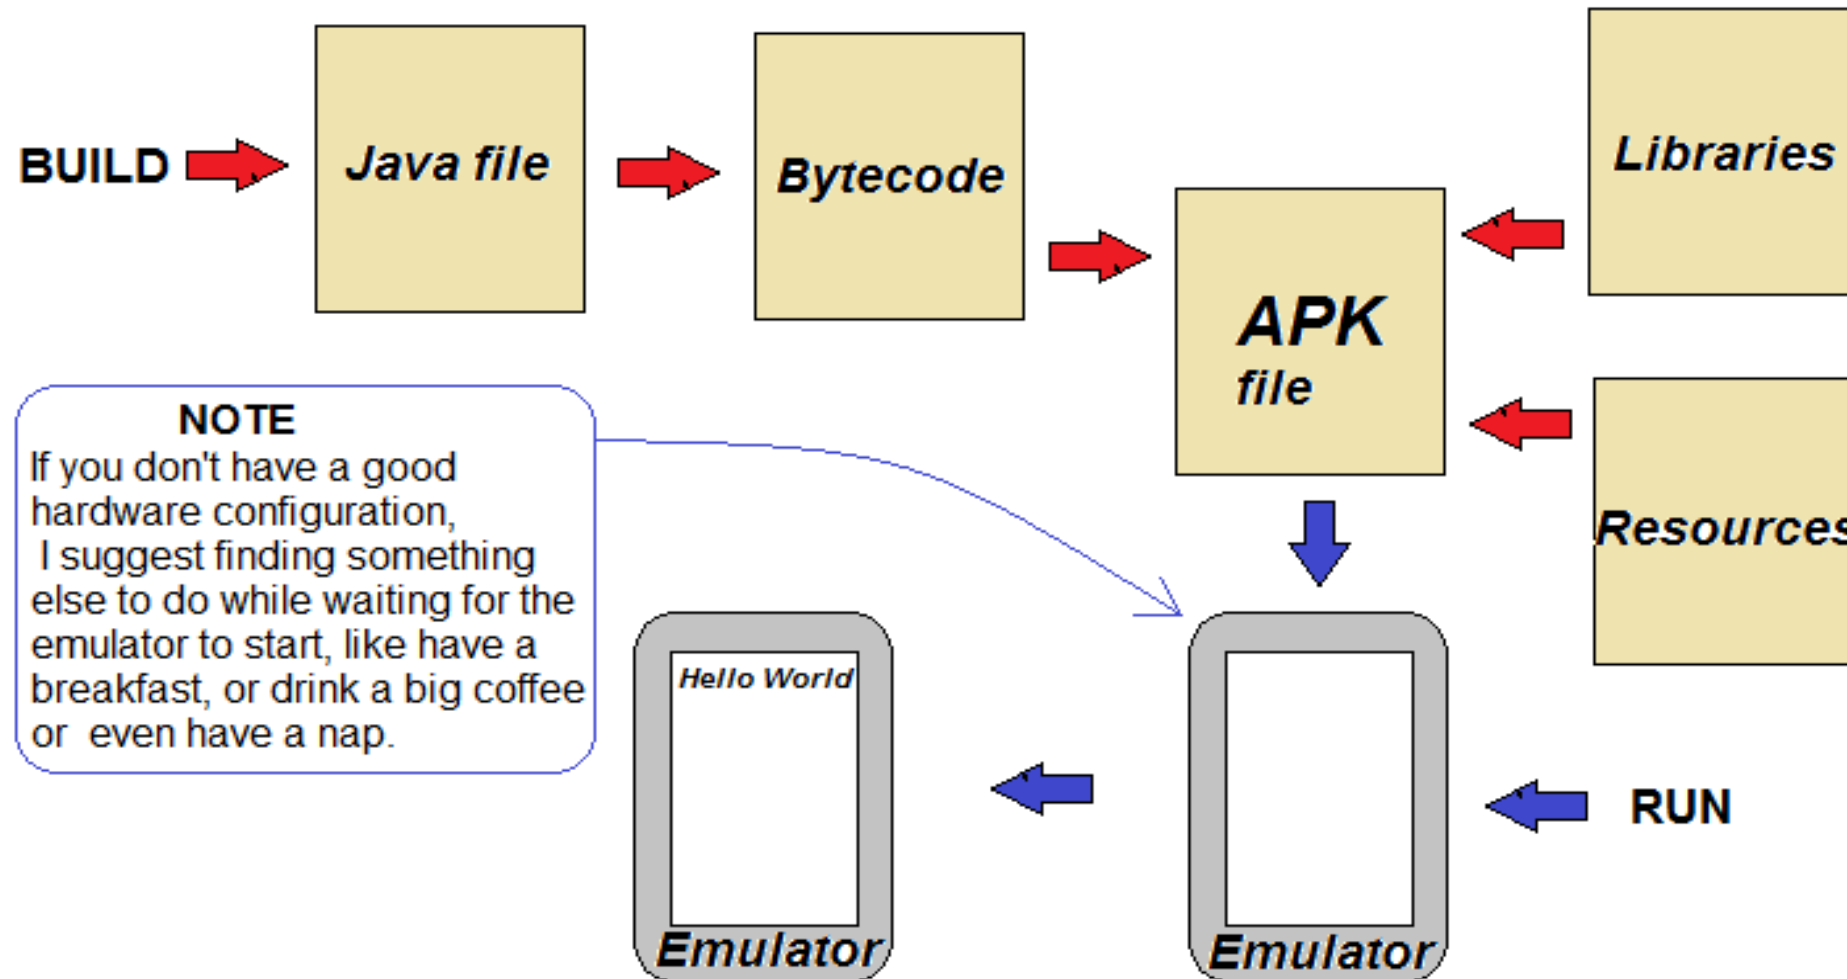 BUILD
Java file
Bytecode
Libraries
APK
file
Resources
NOTE
If you don't have a good
hardware configuration,
I suggest finding something
else to do while waiting for the
emulator to start, like have a
breakfast, or drink a big coffee
or even have a nap.
Hello World
Emulator
Emulator
RUN